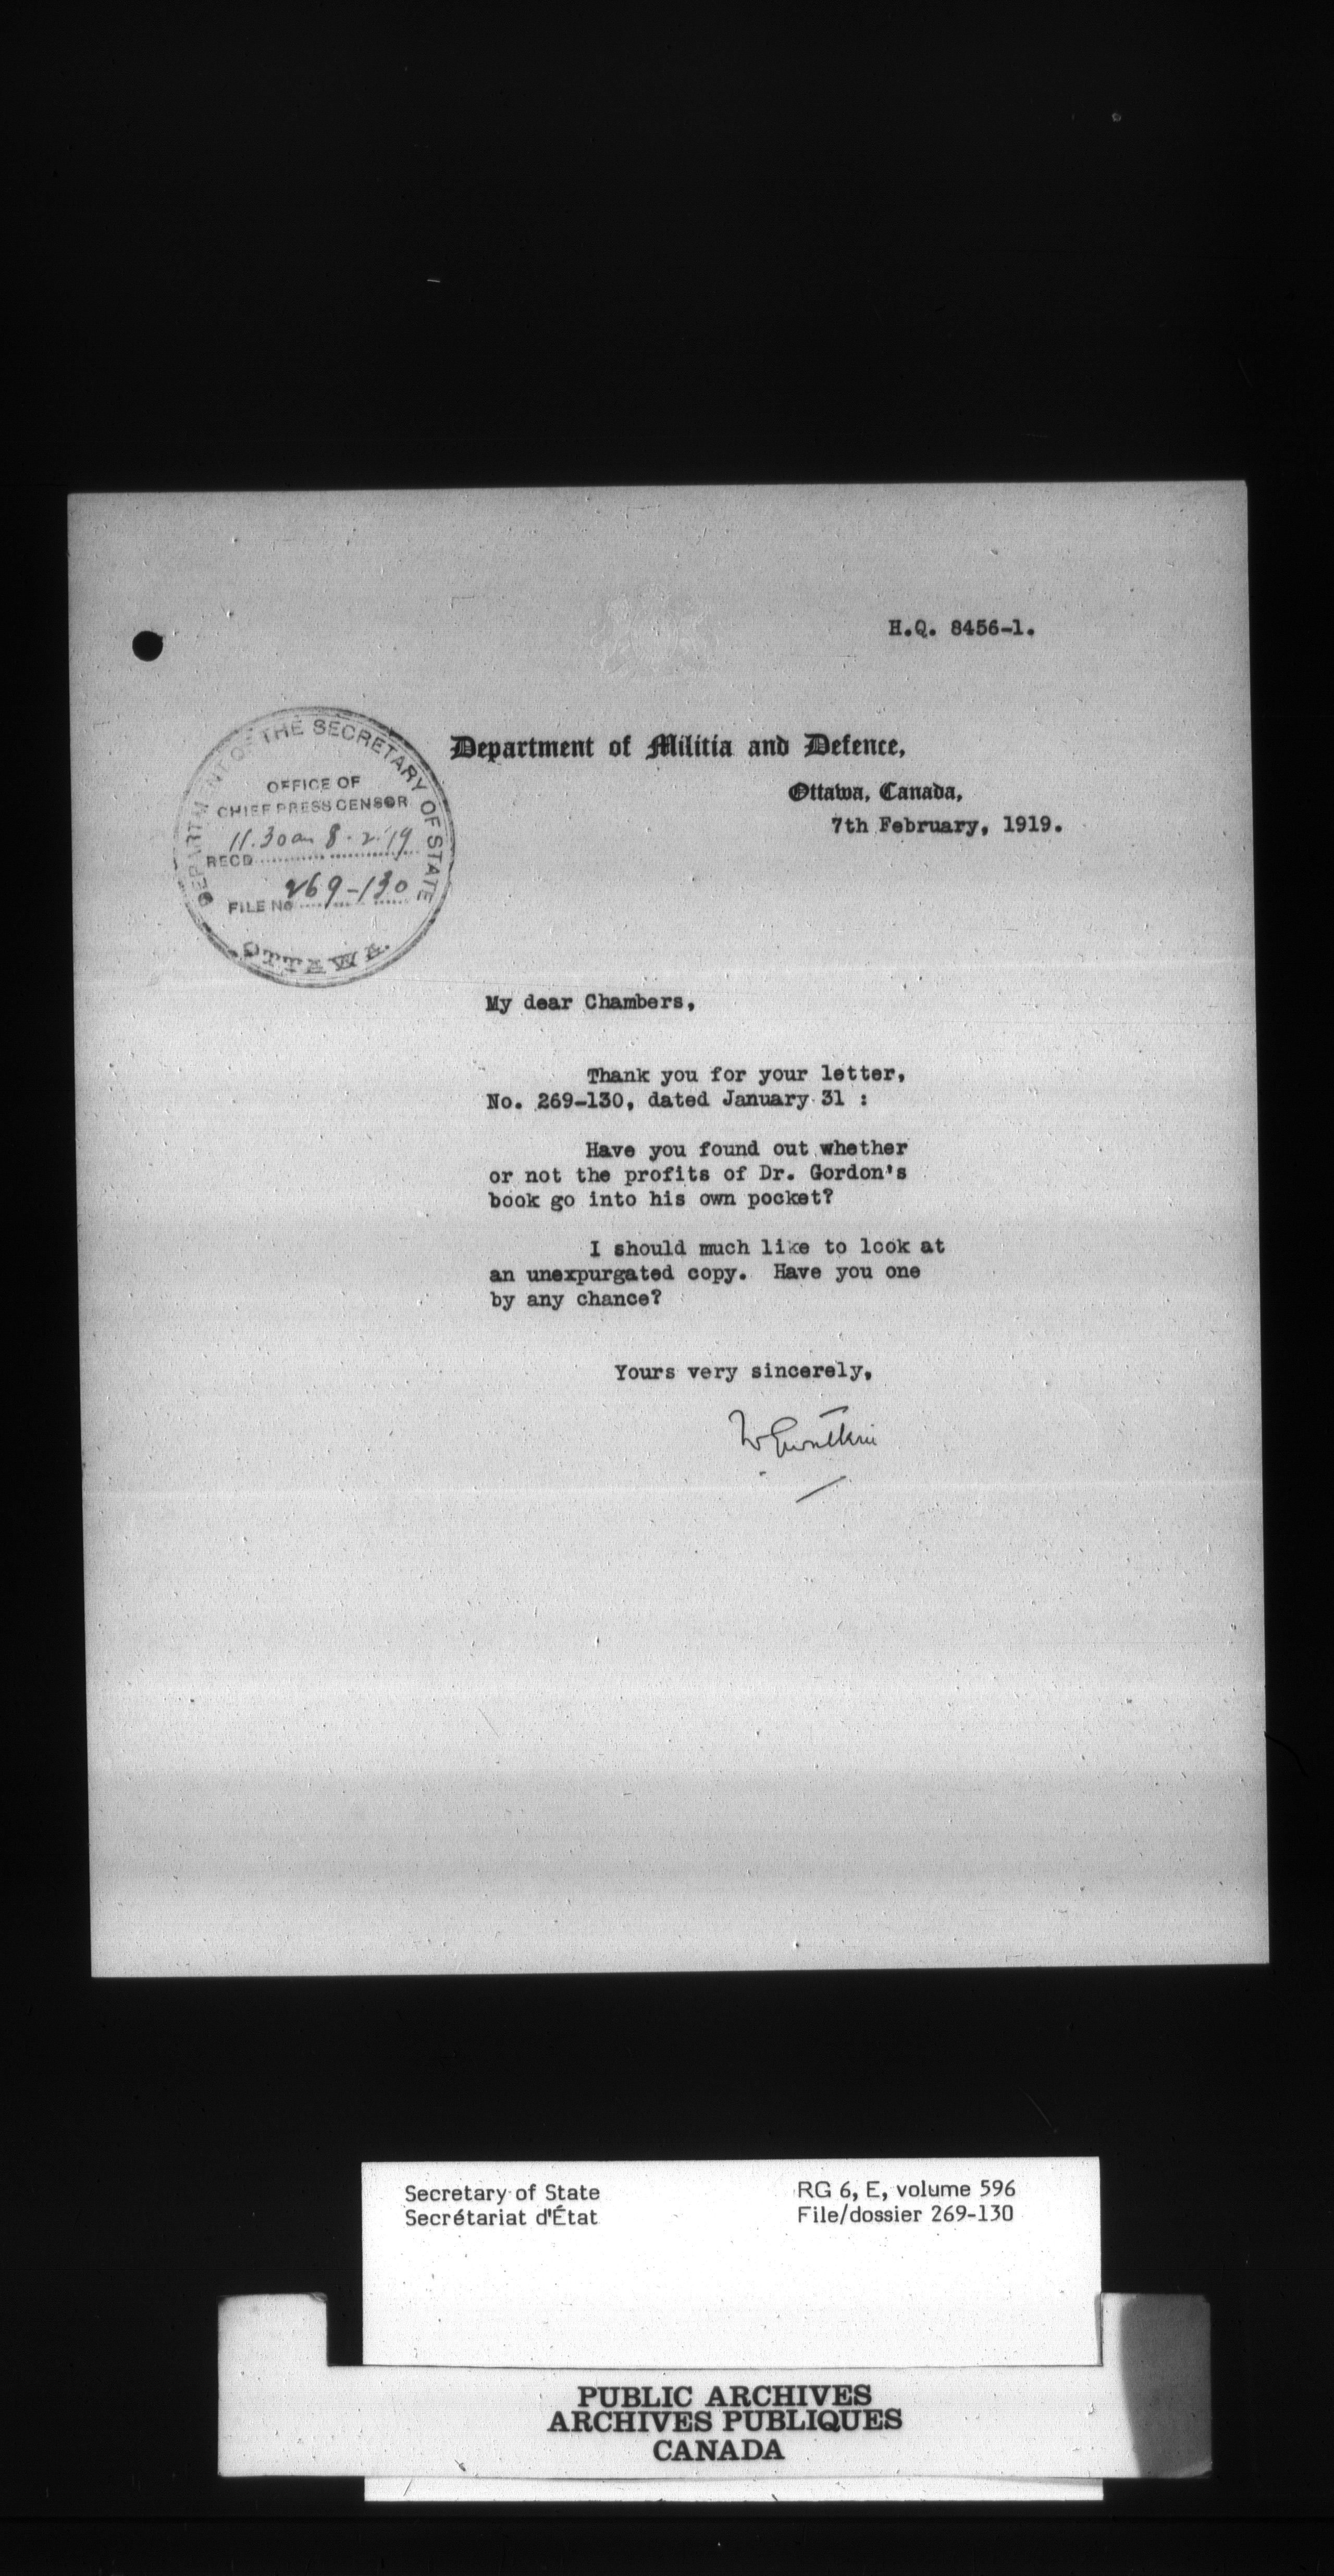 H.Q. 8456-1.
Department of Militia and Defence,
Ottawa, Canada,
7th February, 1919.
DEPARTMENT OF THE SECRETARY OF STATE
OFFICE OF
CHIEF PRESS CENSOR
11.30am 8.2.19
RECD
FILE No 269-130
OTTAWA.
My dear Chambers,
Thank you for your letter,
No. 269-130, dated January 31 :
Have you found out whether
or not the profits of Dr. Gordon's
book go into his own pocket?
I should much like to look at
an unexpurgated copy. Have you one
by any chance?
Yours very sincerely,
W Gwatkin
Secretary of State
Secrétariat d'État
RG 6, E, volume 596
File/dossier 269-130
PUBLIC ARCHIVES
ARCHIVES PUBLIQUES
CANADA